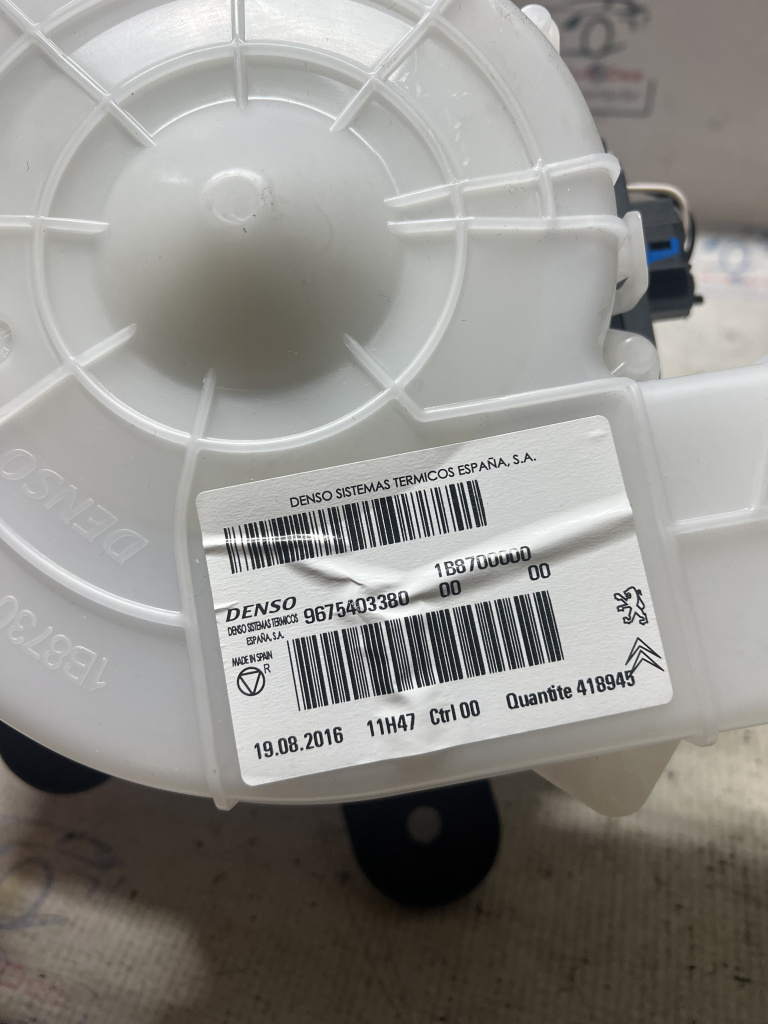 DENSO SISTEMAS TERMICOS ESPAÑA, S.A.
1B8700000
DENSO 9675403380 00 00
DENSO SISTEMAS TERMICOS
ESPAÑA, S.A.
MADE IN SPAIN
R
19.08.2016 11H47 Ctrl 00 Quantite 418945
DENSO
1B8730